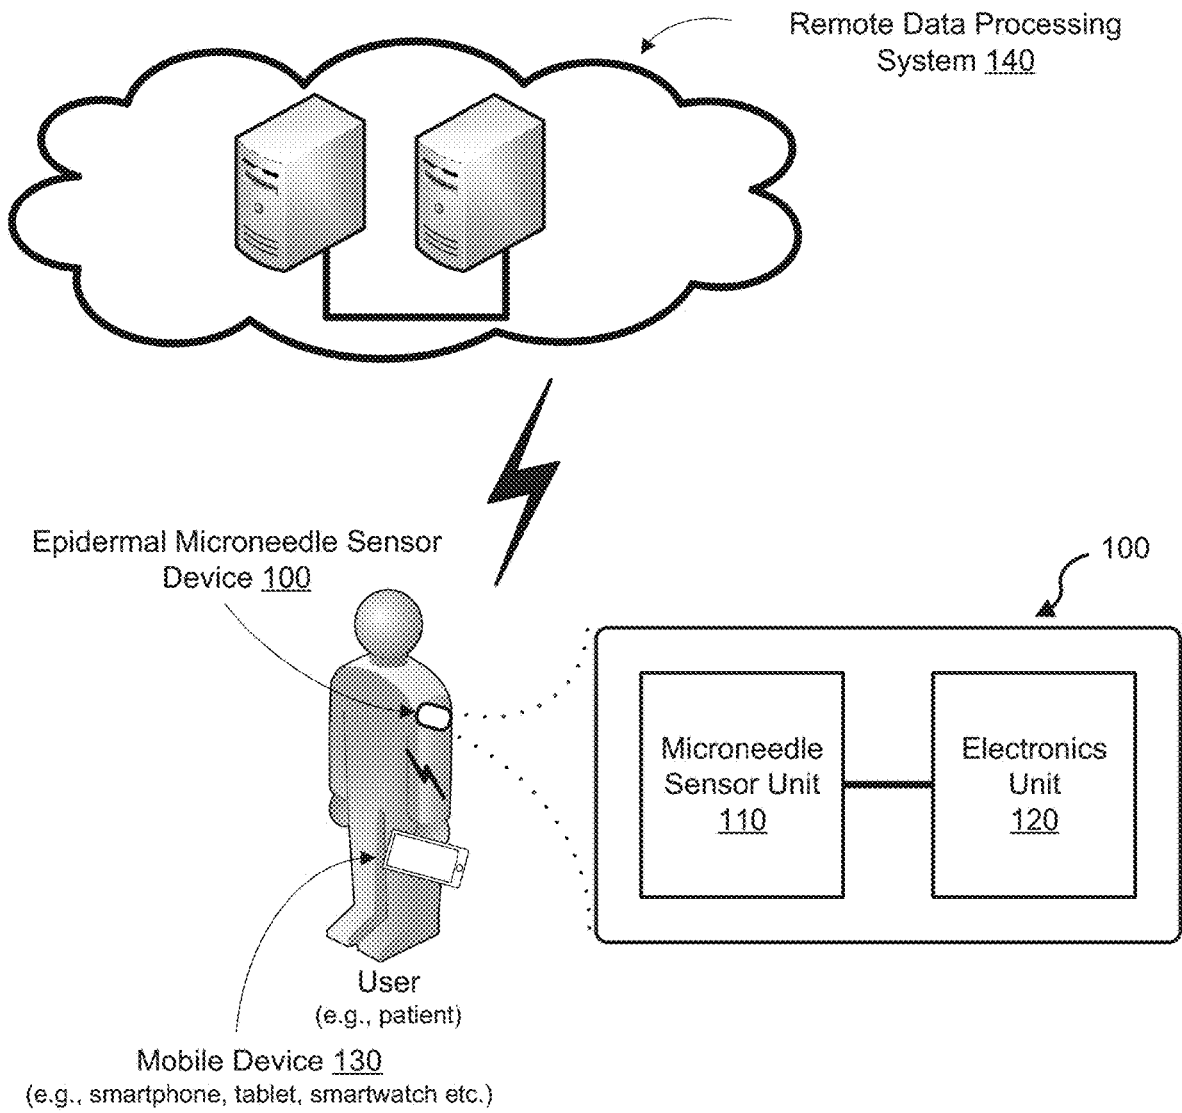 Remote Data Processing
System 140
Epidermal Microneedle Sensor
Device 100
100
Microneedle
Sensor Unit
110
Electronics
Unit
120
User
(e.g., patient)
Mobile Device 130
(e.g., smartphone, tablet, smartwatch etc.)